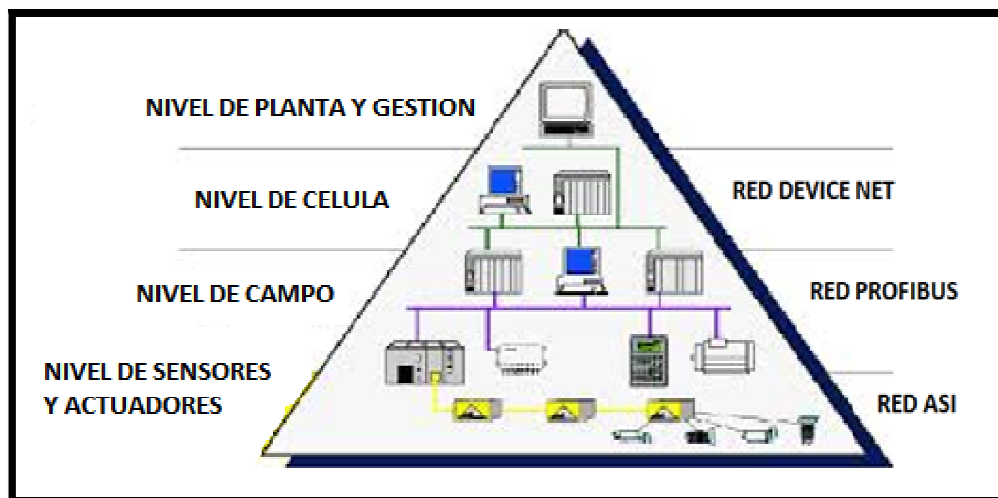 NIVEL DE PLANTA Y GESTION
NIVEL DE CELULA
RED DEVICE NET
NIVEL DE CAMPO
RED PROFIBUS
NIVEL DE SENSORES
Y ACTUADORES
RED ASI